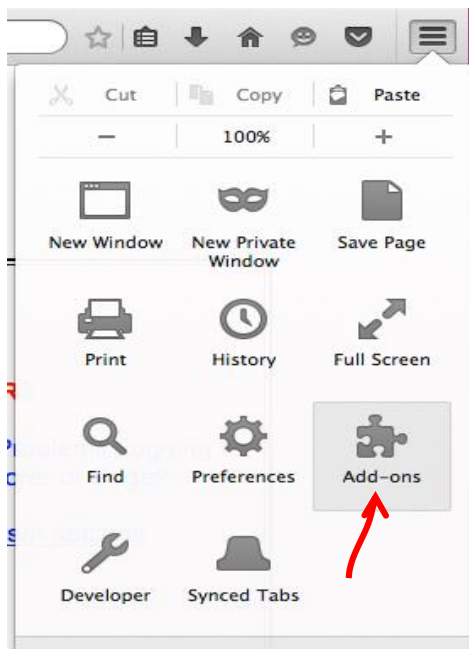 Cut Copy Paste
100%
New Window New Private Window Save Page
Print History Full Screen
Find Preferences Add-ons
Developer Synced Tabs